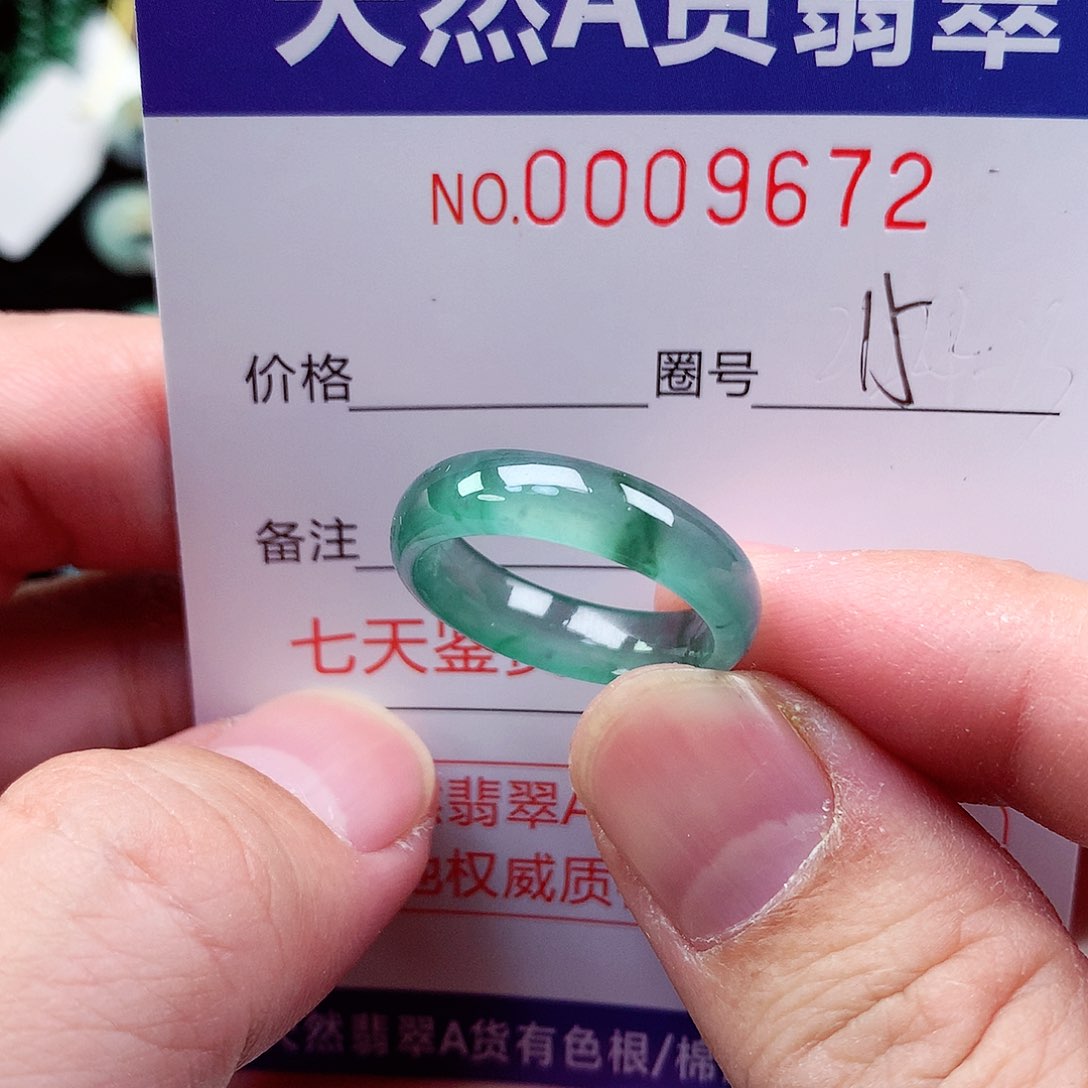 天然A货翡翠
NO.0009672
价格 圈号 15
备注
七天鉴
翡翠A
权威质
然翡翠A货有色根/棉